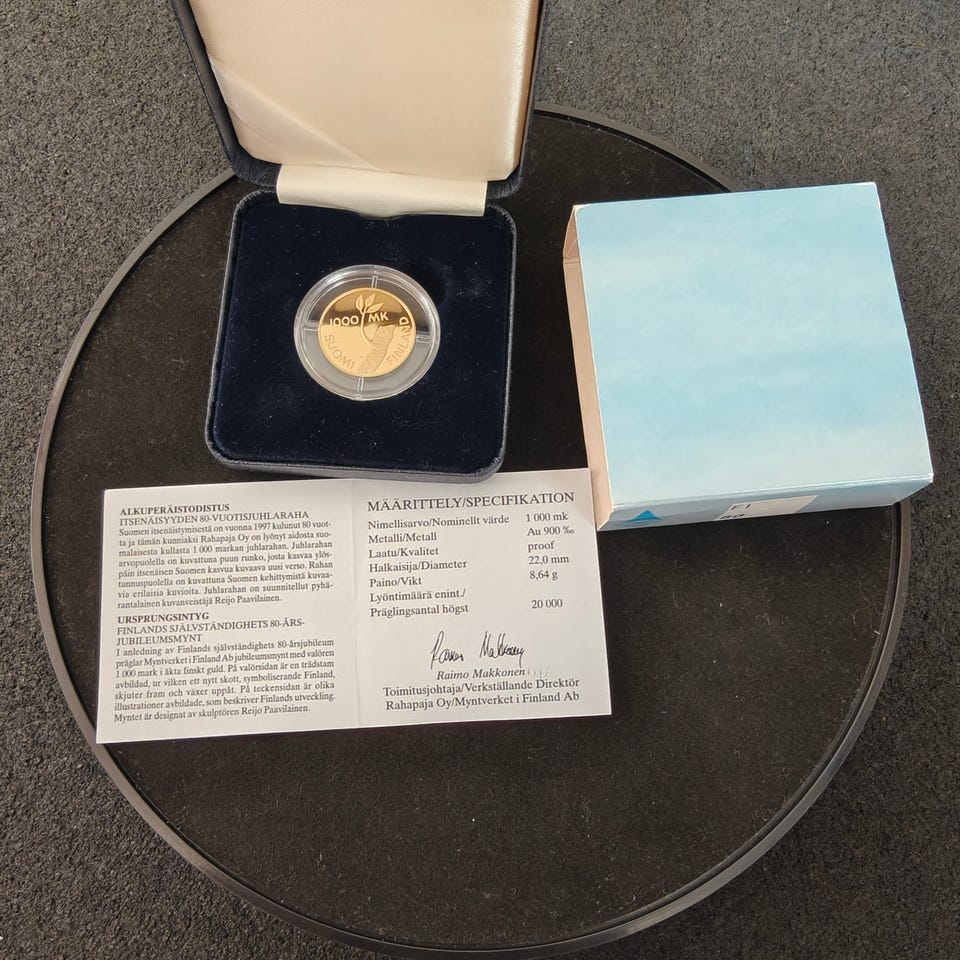 1000 MK
SUOMI FINLAND
ALKUPERÄISTODISTUS
ITSENÄISYYDEN 80-VUOTISJUHLARAHA
Suomen itsenäistymisestä on vuonna 1997 kulunut 80 vuot-
ta ja tämän kunniaksi Rahapaja Oy on lyönyt aidosta suo-
malaisesta kullasta 1 000 markan juhlarahan. Juhlarahan
arvopuolella on kuvattuna puun runko, josta kasvaa ylös-
päin itsenäisen Suomen kasvua kuvaava uusi verso. Rahan
tunnuspuolella on kuvattuna Suomen kehittymistä kuvaa-
via erilaisia kuvioita. Juhlarahan on suunnitellut pyhä-
rantalainen kuvanveistäjä Reijo Paavilainen.
URSPRUNGSINTYG
FINLANDS SJÄLVSTÄNDIGHETS 80-ÅRS-
JUBILEUMSMYNT
I anledning av Finlands självständighets 80-årsjubileum
präglar Myntverket i Finland Ab jubileumsmynt med valören
1 000 mark i äkta finskt guld. På valörsidan är en trädstam
avbildad, ur vilken ett nytt skott, symboliserande Finland,
skjuter fram och växer uppåt. På teckensidan är olika
illustrationer avbildade, som beskriver Finlands utveckling.
Myntet är designat av skulptören Reijo Paavilainen.
MÄÄRITTELY/SPECIFIKATION
Nimellisarvo/Nominellt värde 1 000 mk
Metalli/Metall Au 900 ‰
Laatu/Kvalitet proof
Halkaisija/Diameter 22,0 mm
Paino/Vikt 8,64 g
Lyöntimäärä enint./
Präglingsantal högst 20 000
Raimo Makkonen
Raimo Makkonen
Toimitusjohtaja/Verkställande Direktör
Rahapaja Oy/Myntverket i Finland Ab